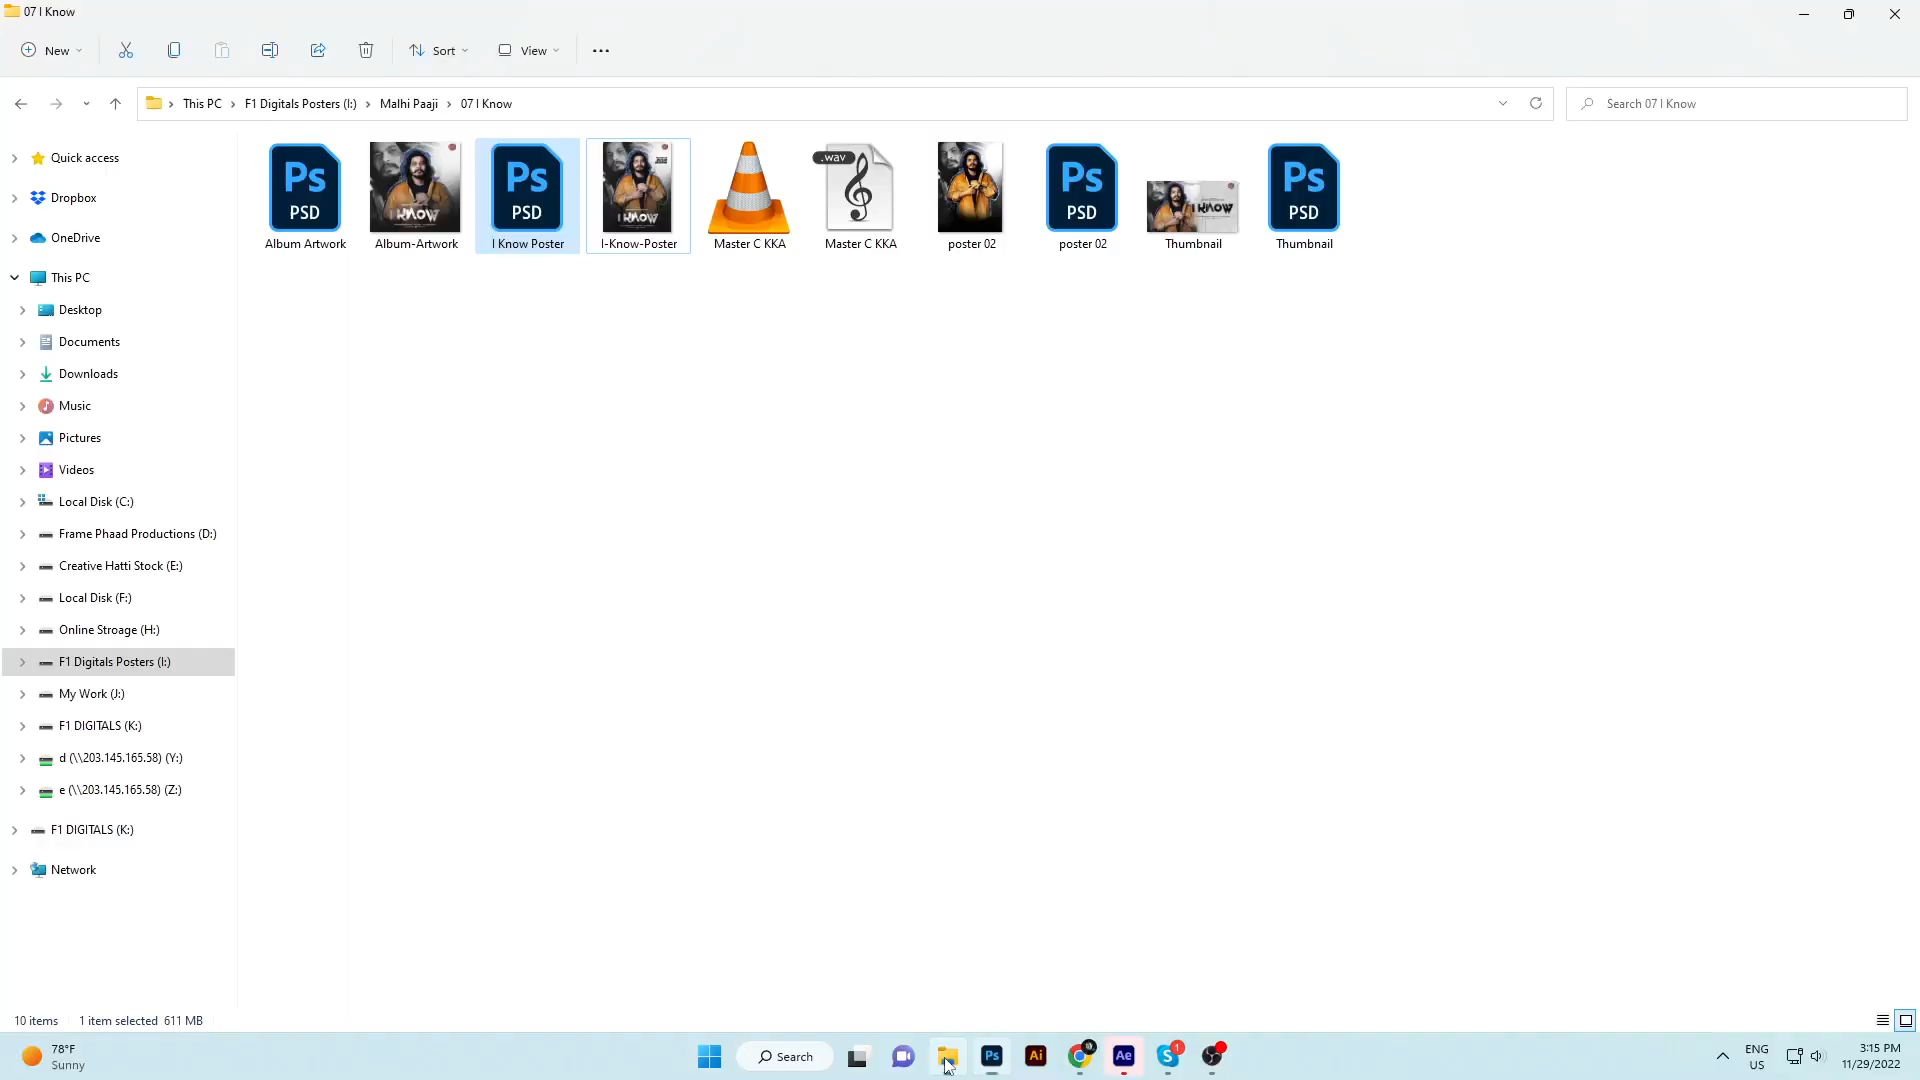 07 I Know
New
Sort
View
This PC
F1 Digitals Posters (I:)
Malhi Paaji
07 I Know
Search 07 I Know
Quick access
Dropbox
OneDrive
This PC
Desktop
Documents
Downloads
Music
Pictures
Videos
Local Disk (C:)
Frame Phaad Productions (D:)
Creative Hatti Stock (E:)
Local Disk (F:)
Online Stroage (H:)
F1 Digitals Posters (I:)
My Work (J:)
F1 DIGITALS (K:)
d (\\203.145.165.58) (Y:)
e (\\203.145.165.58) (Z:)
F1 DIGITALS (K:)
Network
Ps
PSD
Album Artwork
I KNOW
Album-Artwork
Ps
PSD
I Know Poster
I KNOW
I-Know-Poster
Master C KKA
.wav
Master C KKA
poster 02
Ps
PSD
poster 02
I KNOW
Thumbnail
Ps
PSD
Thumbnail
10 items
1 item selected 611 MB
78°F
Sunny
Search
Ps
Ai
Ae
S
1
ENG
US
3:15 PM
11/29/2022